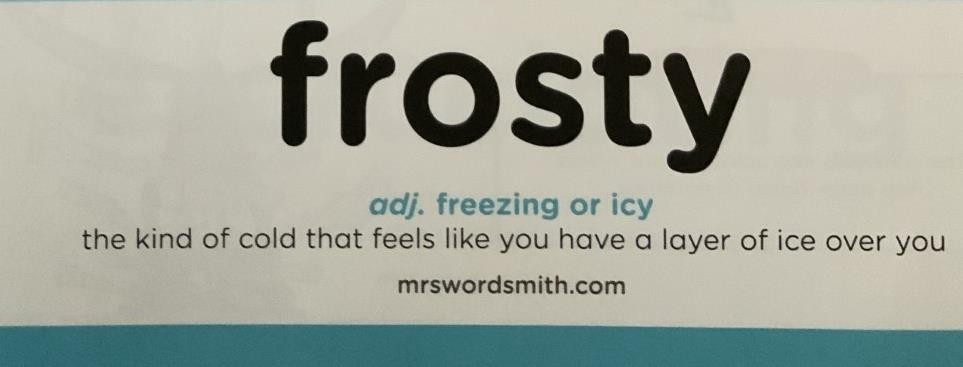 frosty
adj. freezing or icy
the kind of cold that feels like you have a layer of ice over you
mrswordsmith.com